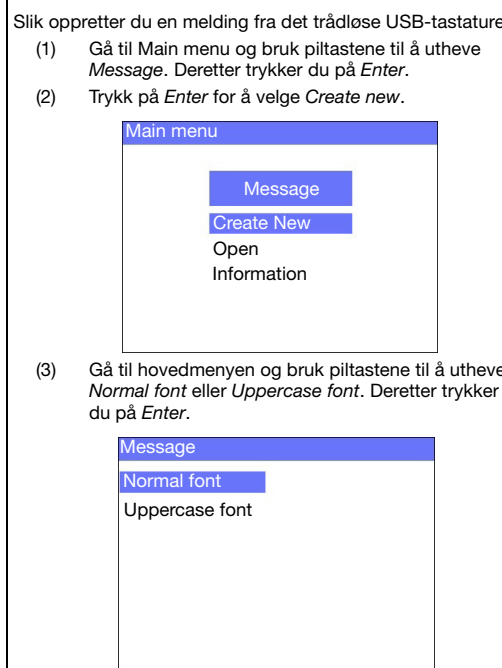 Slik oppretter du en melding fra det trådløse USB-tastature
(1) Gå til Main menu og bruk piltastene til å utheve
Message. Deretter trykker du på Enter.
(2) Trykk på Enter for å velge Create new.
Main menu
Message
Create New
Open
Information
(3) Gå til hovedmenyen og bruk piltastene til å utheve
Normal font eller Uppercase font. Deretter trykker
du på Enter.
Message
Normal font
Uppercase font